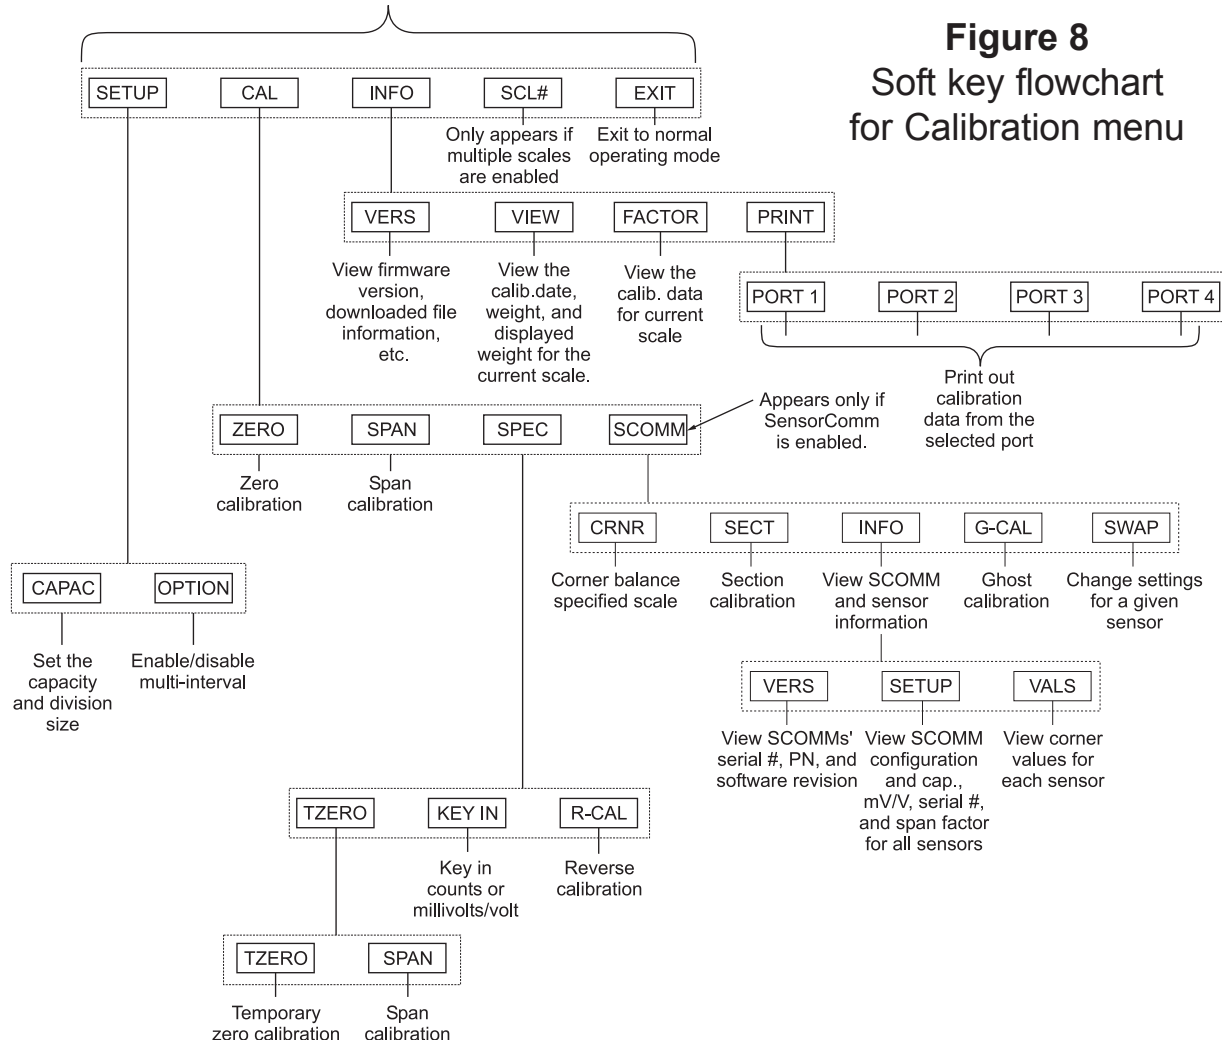 Figure 8
Soft key flowchart
for Calibration menu
SETUP
CAL
INFO
SCL#
EXIT
Only appears if
multiple scales
are enabled
Exit to normal
operating mode
VERS
VIEW
FACTOR
PRINT
View firmware
version,
downloaded file
information,
etc.
View the
calib.date,
weight, and
displayed
weight for the
current scale.
View the
calib. data
for current
scale
PORT 1
PORT 2
PORT 3
PORT 4
Print out
calibration
data from the
selected port
ZERO
SPAN
SPEC
SCOMM
Appears only if
SensorComm
is enabled.
Zero
calibration
Span
calibration
CRNR
SECT
INFO
G-CAL
SWAP
Corner balance
specified scale
Section
calibration
View SCOMM
and sensor
information
Ghost
calibration
Change settings
for a given
sensor
CAPAC
OPTION
Set the
capacity
and division
size
Enable/disable
multi-interval
VERS
SETUP
VALS
View SCOMMs'
serial #, PN, and
software revision
View SCOMM
configuration
and cap.,
mV/V, serial #,
and span factor
for all sensors
View corner
values for
each sensor
TZERO
KEY IN
R-CAL
Key in
counts or
millivolts/volt
Reverse
calibration
TZERO
SPAN
Temporary
zero calibration
Span
calibration